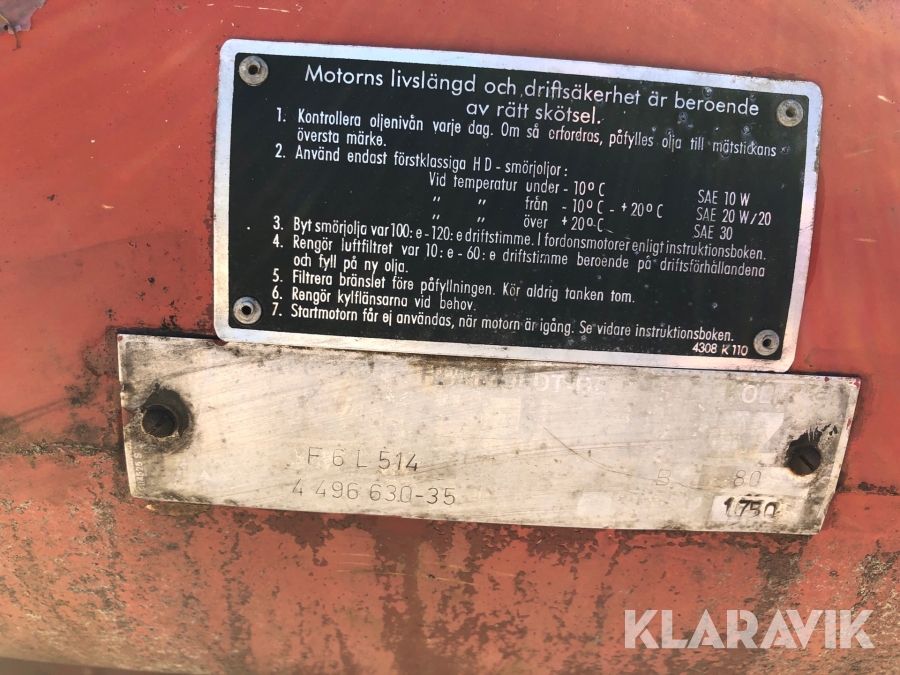 Motorns livslängd och driftsäkerhet är beroende
av rätt skötsel.
1. Kontrollera oljenivån varje dag. Om så erfordras, påfylles olja till mätstickans
översta märke.
2. Använd endast förstklassiga HD-smörjoljor:
Vid temperatur under -10°C SAE 10 W
" " från -10°C - +20°C SAE 20 W/20
" " över +20°C SAE 30
3. Byt smörjolja var 100:e-120:e driftstimme. I fordonsmotorer enligt instruktionsboken.
4. Rengör luftfiltret var 10:e-60:e driftstimme beroende på driftsförhållandena
och fyll på ny olja.
5. Filtrera bränslet före påfyllningen. Kör aldrig tanken tom.
6. Rengör kylflänsarna vid behov.
7. Startmotorn får ej användas, när motorn är igång. Se vidare instruktionsboken.
4308 K 110
F 6 L 514
B 80
4 496 630-35
1750
KLARAVIK